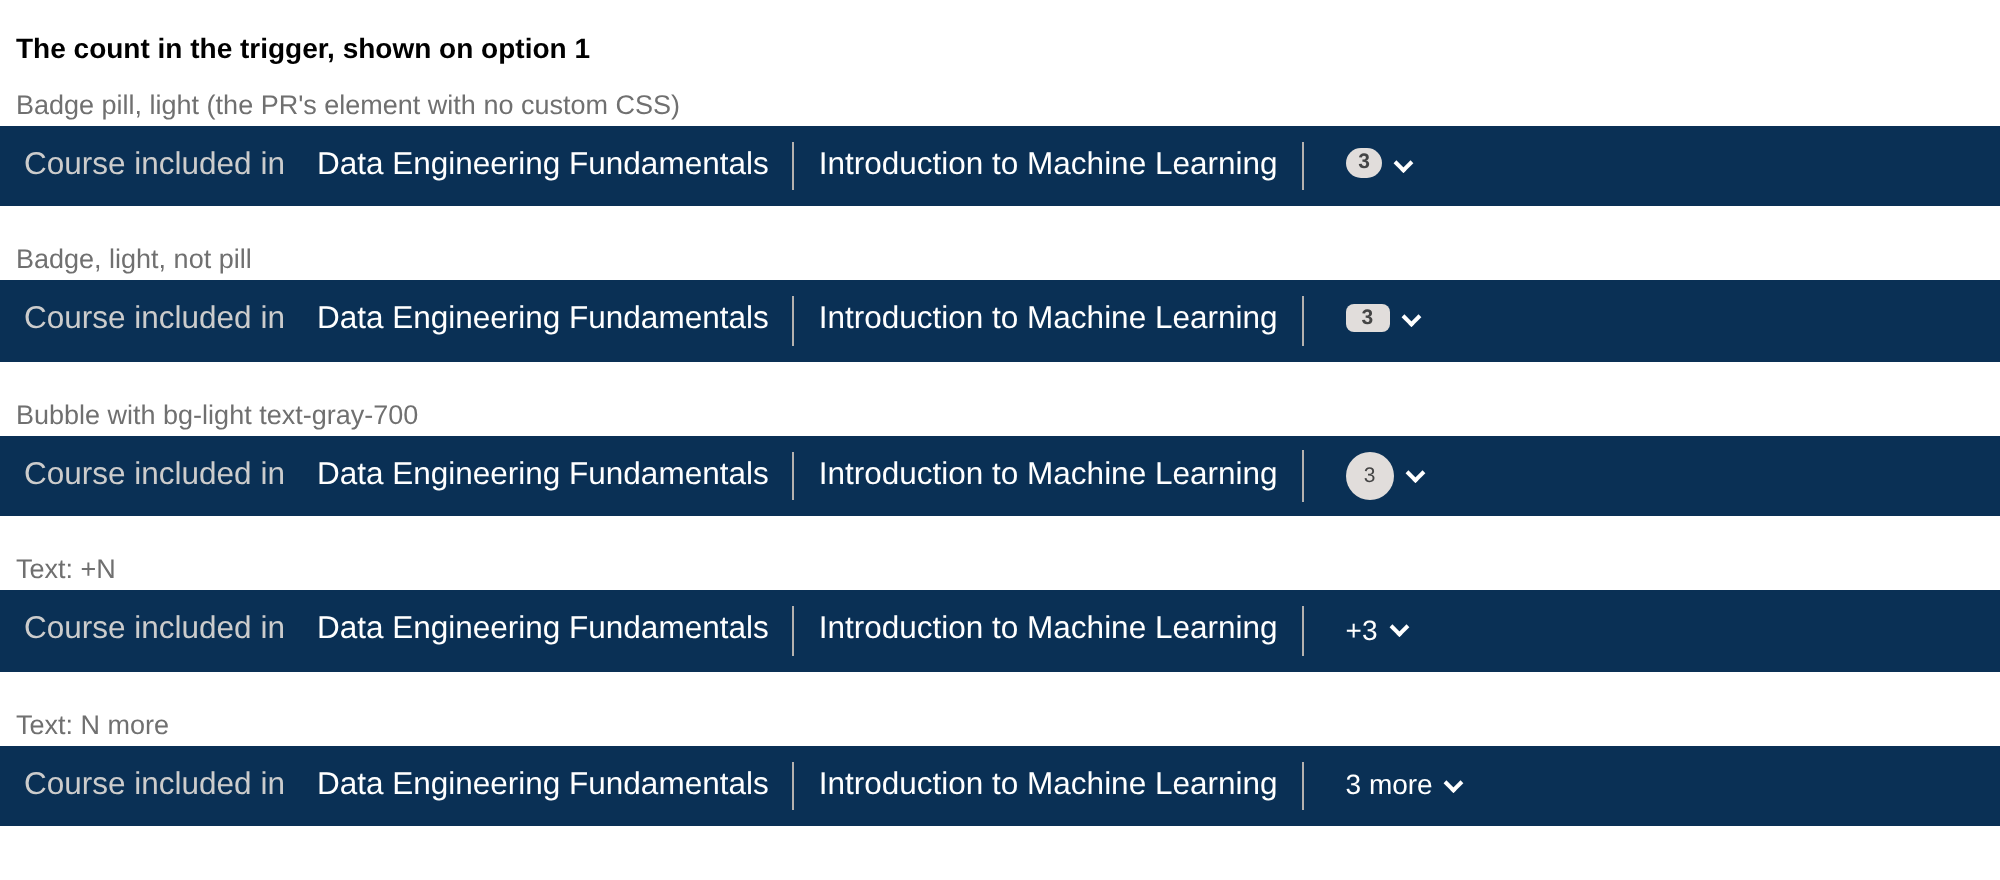 The count in the trigger, shown on option 1
Badge pill, light (the PR's element with no custom CSS)
Course included in Data Engineering Fundamentals Introduction to Machine Learning 3
Badge, light, not pill
Course included in Data Engineering Fundamentals Introduction to Machine Learning 3
Bubble with bg-light text-gray-700
Course included in Data Engineering Fundamentals Introduction to Machine Learning 3
Text: +N
Course included in Data Engineering Fundamentals Introduction to Machine Learning +3
Text: N more
Course included in Data Engineering Fundamentals Introduction to Machine Learning 3 more